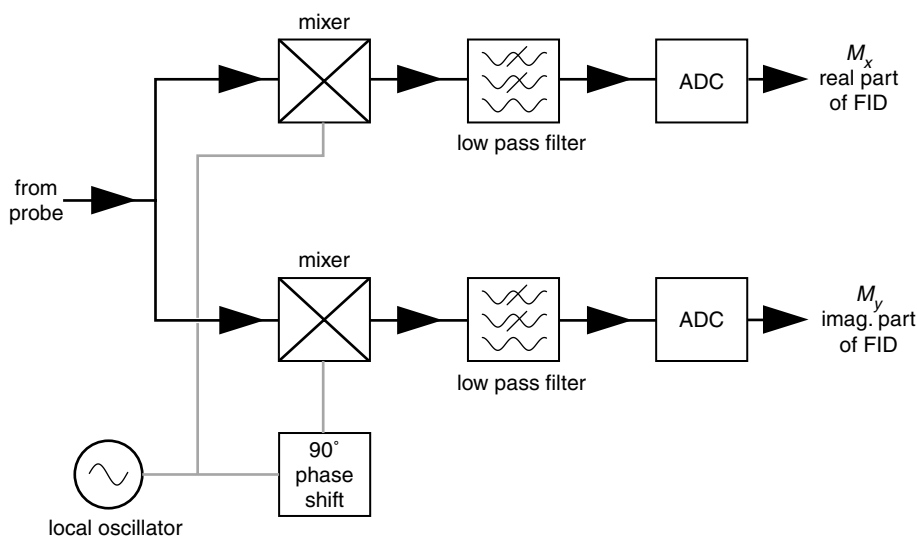 mixer
low pass filter
ADC
M_x
real part
of FID
from
probe
mixer
low pass filter
ADC
M_y
imag. part
of FID
90°
phase
shift
local oscillator